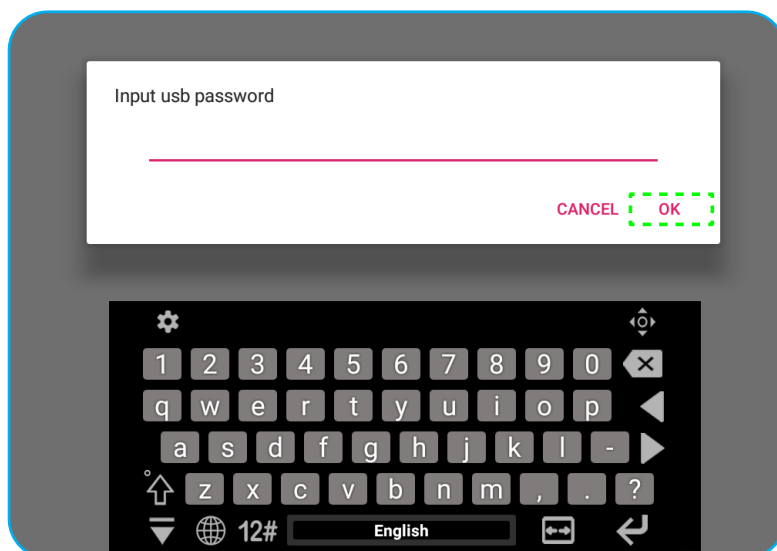 Input usb password
CANCEL OK
1 2 3 4 5 6 7 8 9 0
q w e r t y u i o p
a s d f g h j k l -
z x c v b n m , . ?
12# English